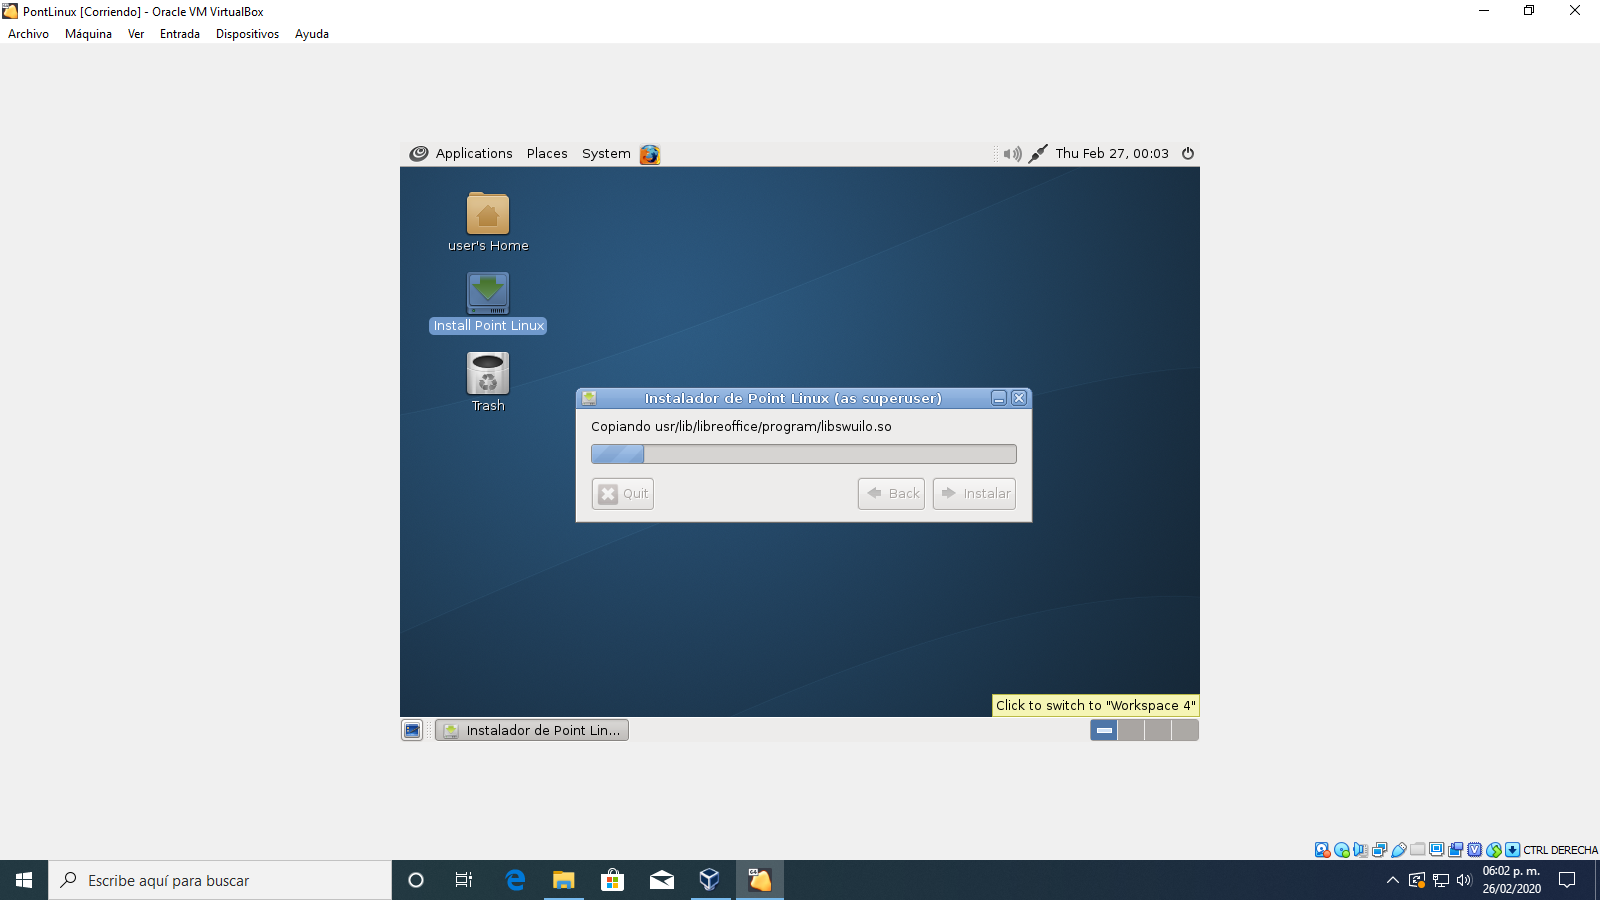 PontLinux [Corriendo] - Oracle VM VirtualBox
Archivo Máquina Ver Entrada Dispositivos Ayuda
Applications Places System Thu Feb 27, 00:03
user's Home
Install Point Linux
Trash
Instalador de Point Linux (as superuser)
Copiando usr/lib/libreoffice/program/libswuilo.so
Quit Back Instalar
Click to switch to "Workspace 4"
Instalador de Point Lin...
CTRL DERECHA
Escribe aquí para buscar
06:02 p. m.
26/02/2020